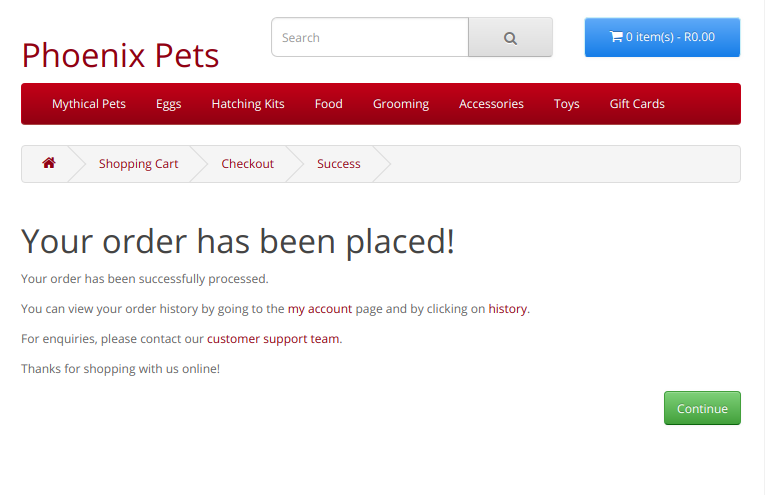 Phoenix Pets
Search
0 item(s) - R0.00
Mythical Pets Eggs Hatching Kits Food Grooming Accessories Toys Gift Cards
Shopping Cart Checkout Success
Your order has been placed!
Your order has been successfully processed.
You can view your order history by going to the my account page and by clicking on history.
For enquiries, please contact our customer support team.
Thanks for shopping with us online!
Continue